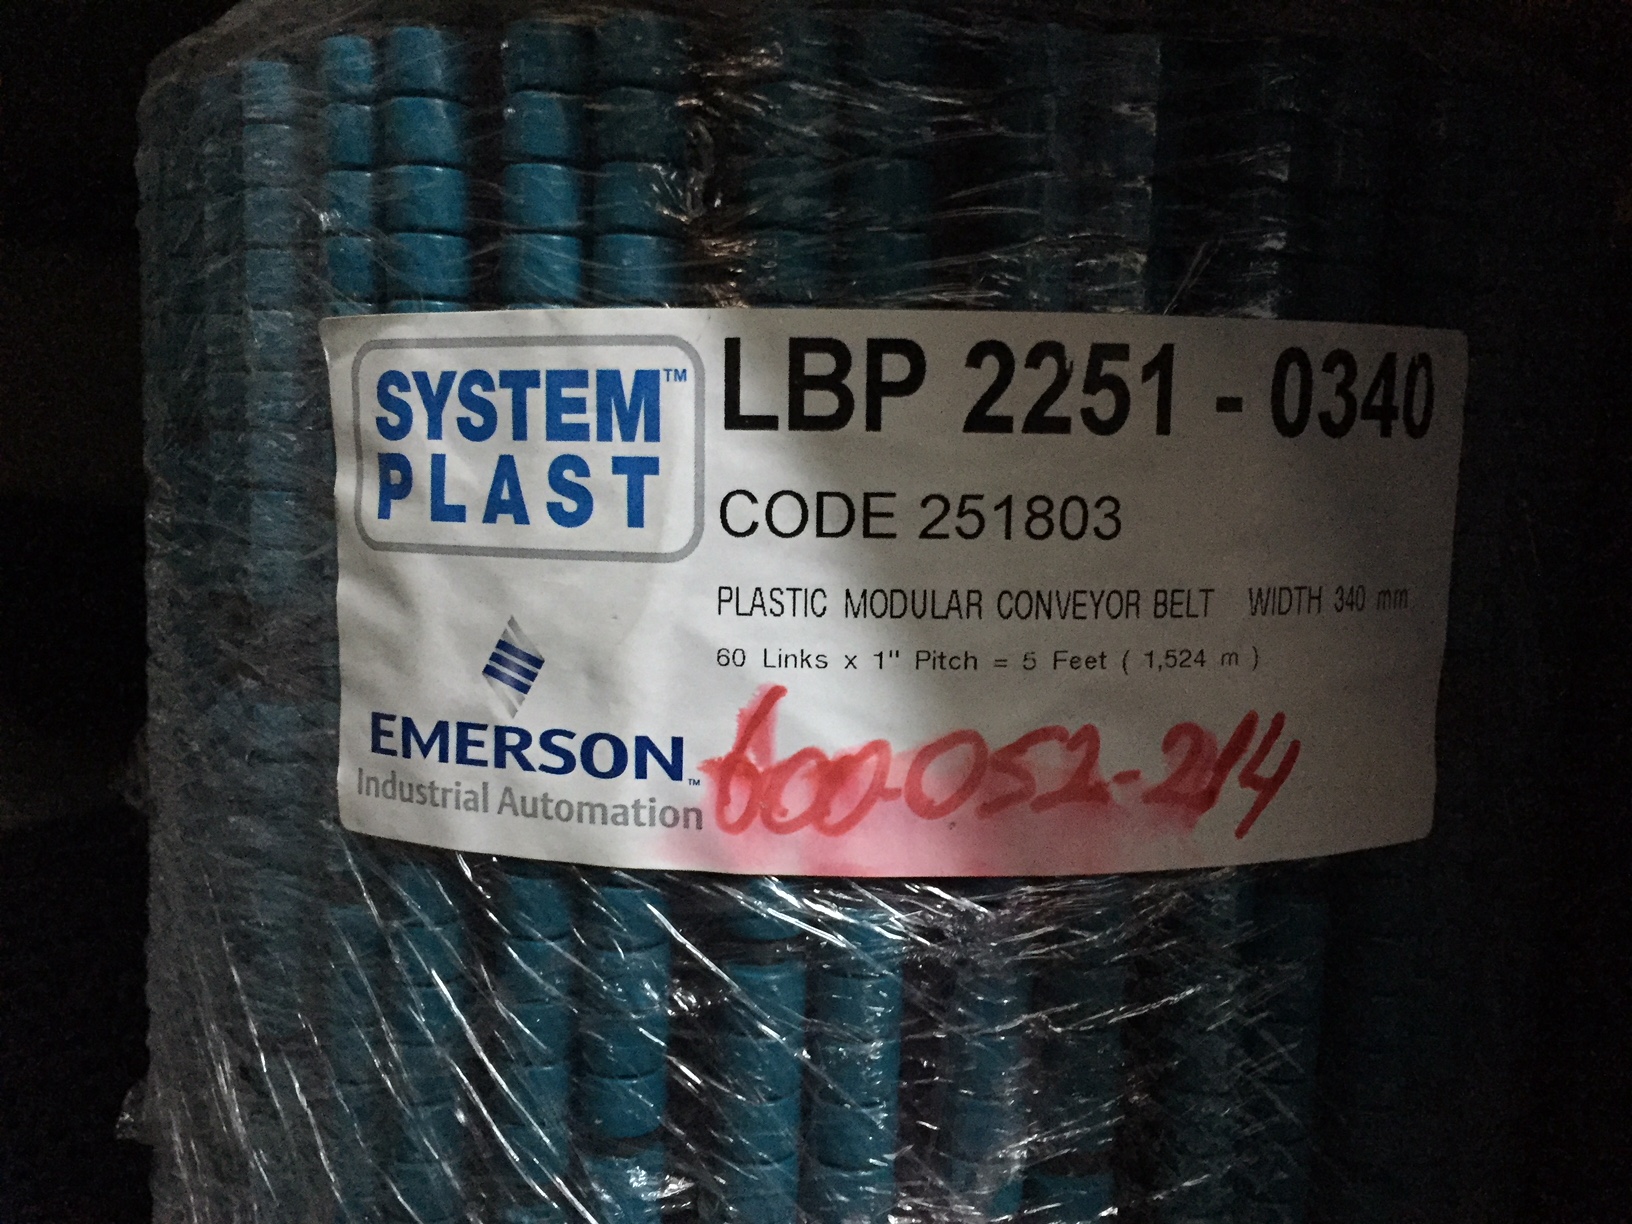 SYSTEM™
PLAST
LBP 2251 - 0340
CODE 251803
PLASTIC MODULAR CONVEYOR BELT WIDTH 340 mm
60 Links x 1" Pitch = 5 Feet ( 1,524 m )
EMERSON™
Industrial Automation
600-052-214